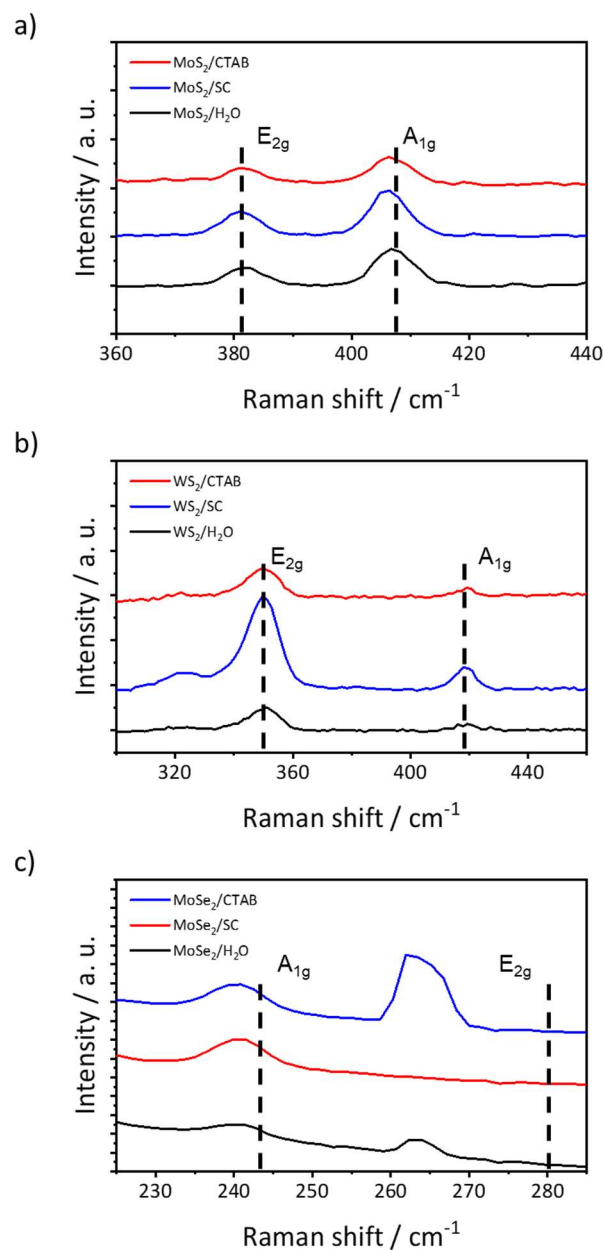 a)
MoS₂/CTAB
MoS₂/SC
MoS₂/H₂O
E₂g
A₁g
Intensity / a. u.
360 380 400 420 440
Raman shift / cm⁻¹
b)
WS₂/CTAB
WS₂/SC
WS₂/H₂O
E₂g
A₁g
Intensity / a. u.
320 360 400 440
Raman shift / cm⁻¹
c)
MoSe₂/CTAB
MoSe₂/SC
MoSe₂/H₂O
A₁g
E₂g
Intensity / a. u.
230 240 250 260 270 280
Raman shift / cm⁻¹